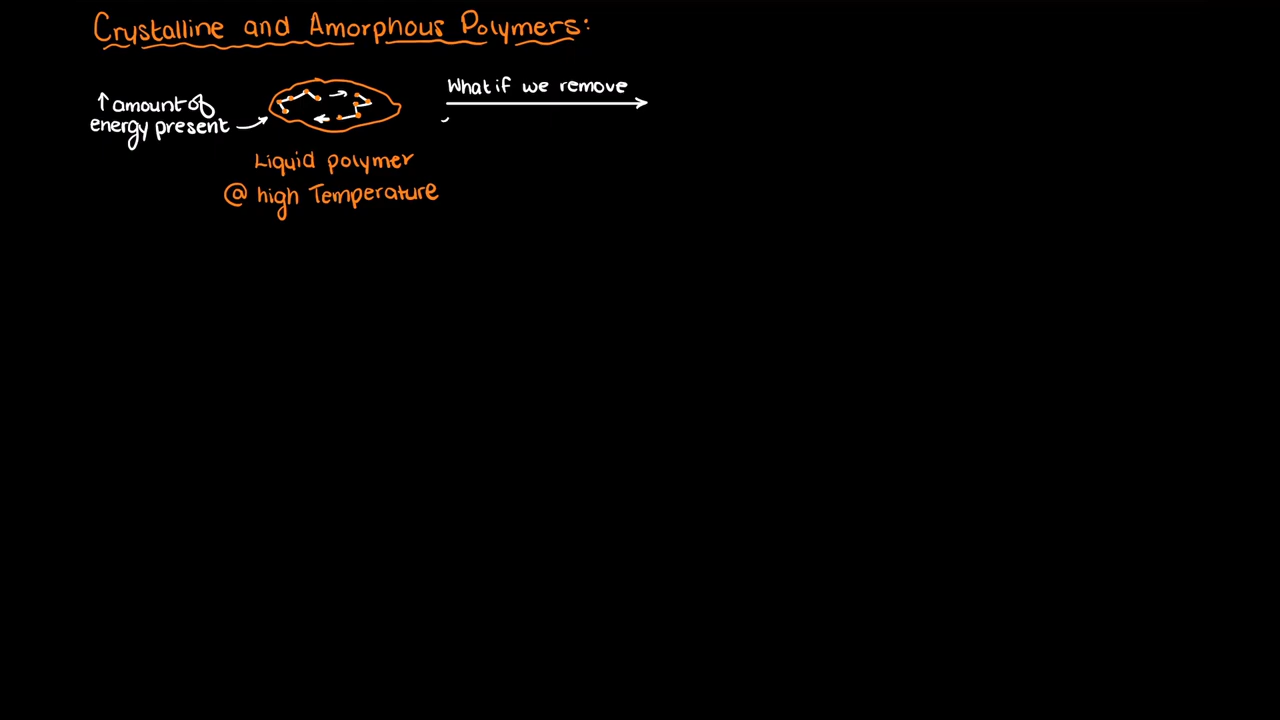 Crystalline and Amorphous Polymers:
↑ amount of
energy present
What if we remove
Liquid polymer
@ high Temperature